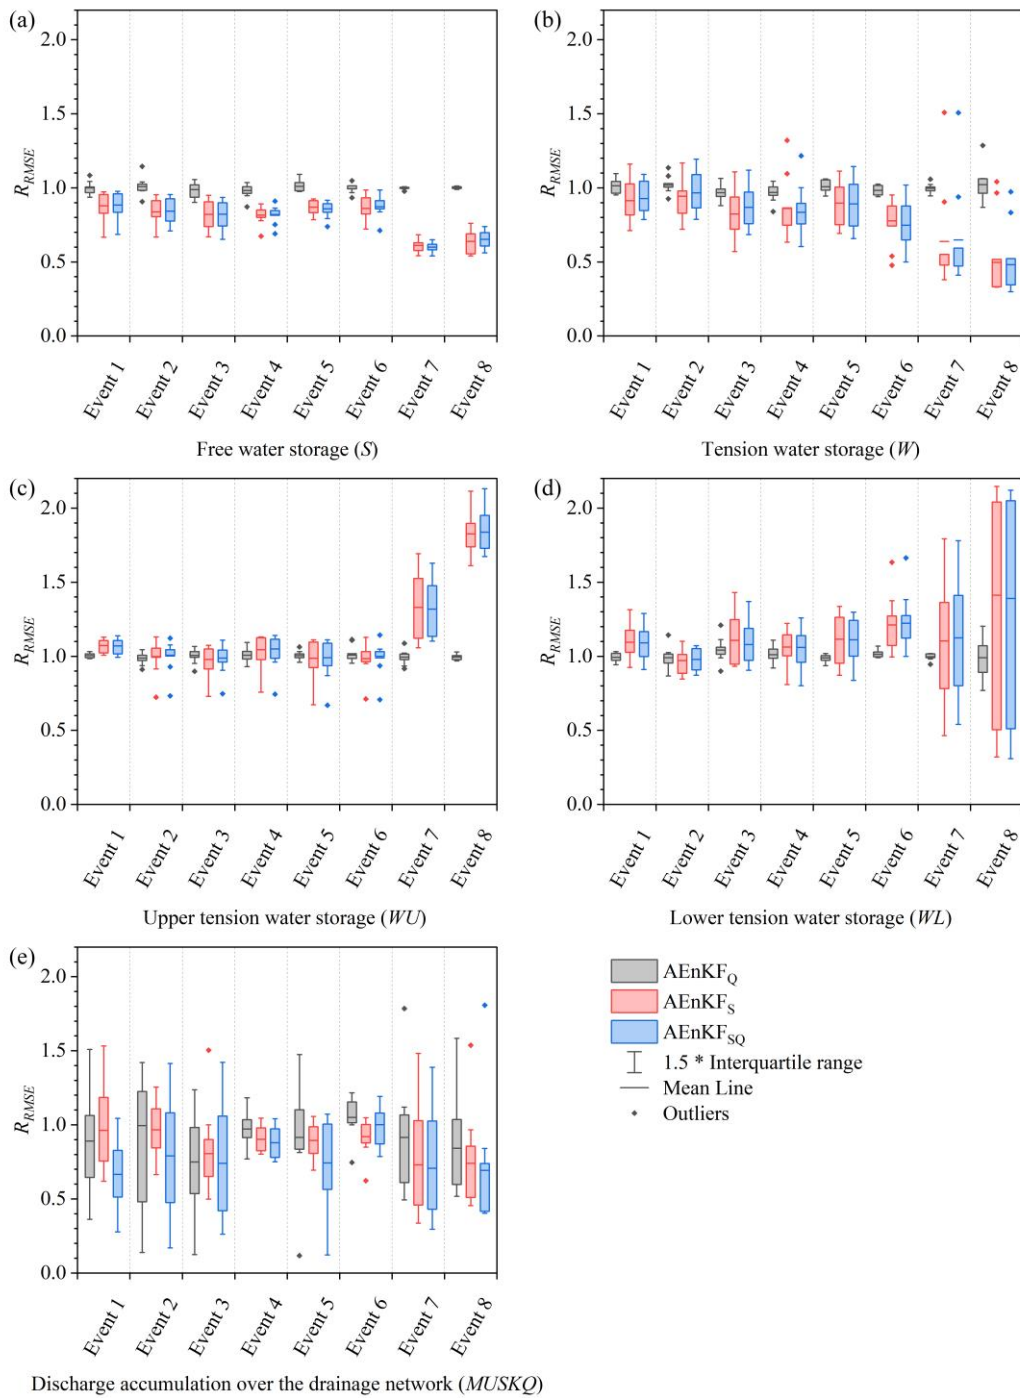 (a)
2.0
1.5
1.0
0.5
0.0
R_RMSE
Event 1
Event 2
Event 3
Event 4
Event 5
Event 6
Event 7
Event 8
Free water storage (S)
(b)
2.0
1.5
1.0
0.5
0.0
R_RMSE
Event 1
Event 2
Event 3
Event 4
Event 5
Event 6
Event 7
Event 8
Tension water storage (W)
(c)
2.0
1.5
1.0
0.5
0.0
R_RMSE
Event 1
Event 2
Event 3
Event 4
Event 5
Event 6
Event 7
Event 8
Upper tension water storage (WU)
(d)
2.0
1.5
1.0
0.5
0.0
R_RMSE
Event 1
Event 2
Event 3
Event 4
Event 5
Event 6
Event 7
Event 8
Lower tension water storage (WL)
(e)
2.0
1.5
1.0
0.5
0.0
R_RMSE
Event 1
Event 2
Event 3
Event 4
Event 5
Event 6
Event 7
Event 8
Discharge accumulation over the drainage network (MUSKQ)
AEnKF_Q
AEnKF_S
AEnKF_SQ
1.5 * Interquartile range
Mean Line
Outliers